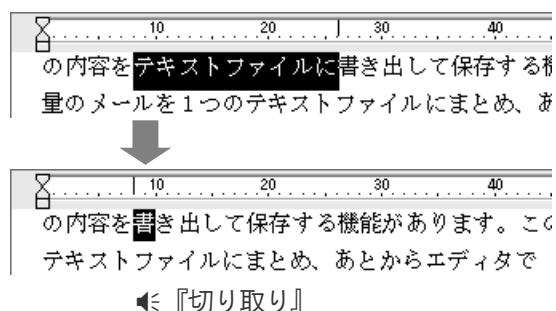 10 20 30 40
の内容をテキストファイルに書き出して保存する機
量のメールを1つのテキストファイルにまとめ、あ
10 20 30 40
の内容を書き出して保存する機能があります。この
テキストファイルにまとめ、あとからエディタで
『切り取り』